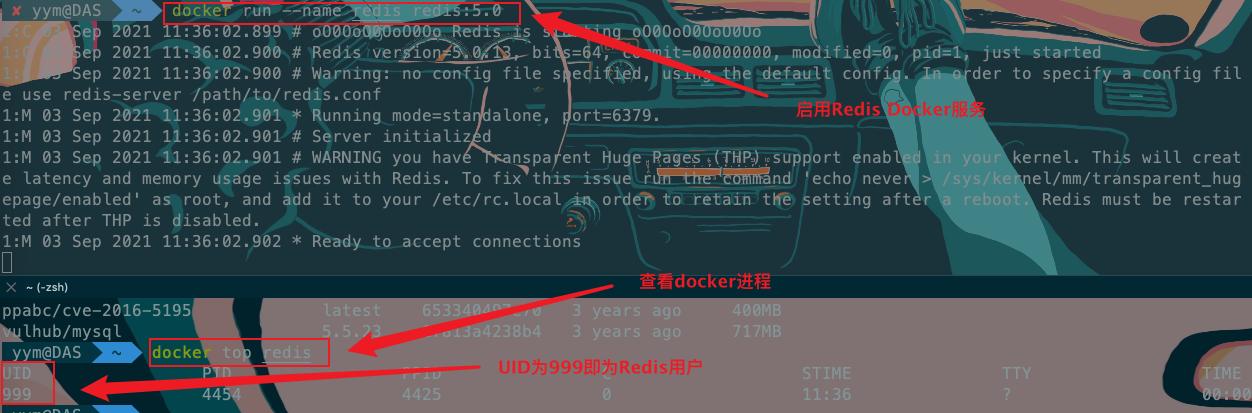 ✘ yym@DAS ~ docker run --name redis redis:5.0
1:C 03 Sep 2021 11:36:02.899 # oO0OoO0OoO0Oo Redis is starting oO0OoO0OoO0Oo
1:C 03 Sep 2021 11:36:02.900 # Redis version=5.0.13, bits=64, commit=00000000, modified=0, pid=1, just started
1:C 03 Sep 2021 11:36:02.900 # Warning: no config file specified, using the default config. In order to specify a config fil
e use redis-server /path/to/redis.conf
启用Redis Docker服务
1:M 03 Sep 2021 11:36:02.901 * Running mode=standalone, port=6379.
1:M 03 Sep 2021 11:36:02.901 # Server initialized
1:M 03 Sep 2021 11:36:02.901 # WARNING you have Transparent Huge Pages (THP) support enabled in your kernel. This will creat
e latency and memory usage issues with Redis. To fix this issue run the command 'echo never > /sys/kernel/mm/transparent_hug
epage/enabled' as root, and add it to your /etc/rc.local in order to retain the setting after a reboot. Redis must be restar
ted after THP is disabled.
1:M 03 Sep 2021 11:36:02.902 * Ready to accept connections
~ (-zsh)
查看docker进程
ppabc/cve-2016-5195 latest 3 years ago 400MB
vulhub/mysql 5.5.23 3 years ago 717MB
yym@DAS ~ docker top redis
UID为999即为Redis用户
UID PID PPID C STIME TTY TIME
999 4454 4425 0 11:36 ? 00:00
yym@DAS ~